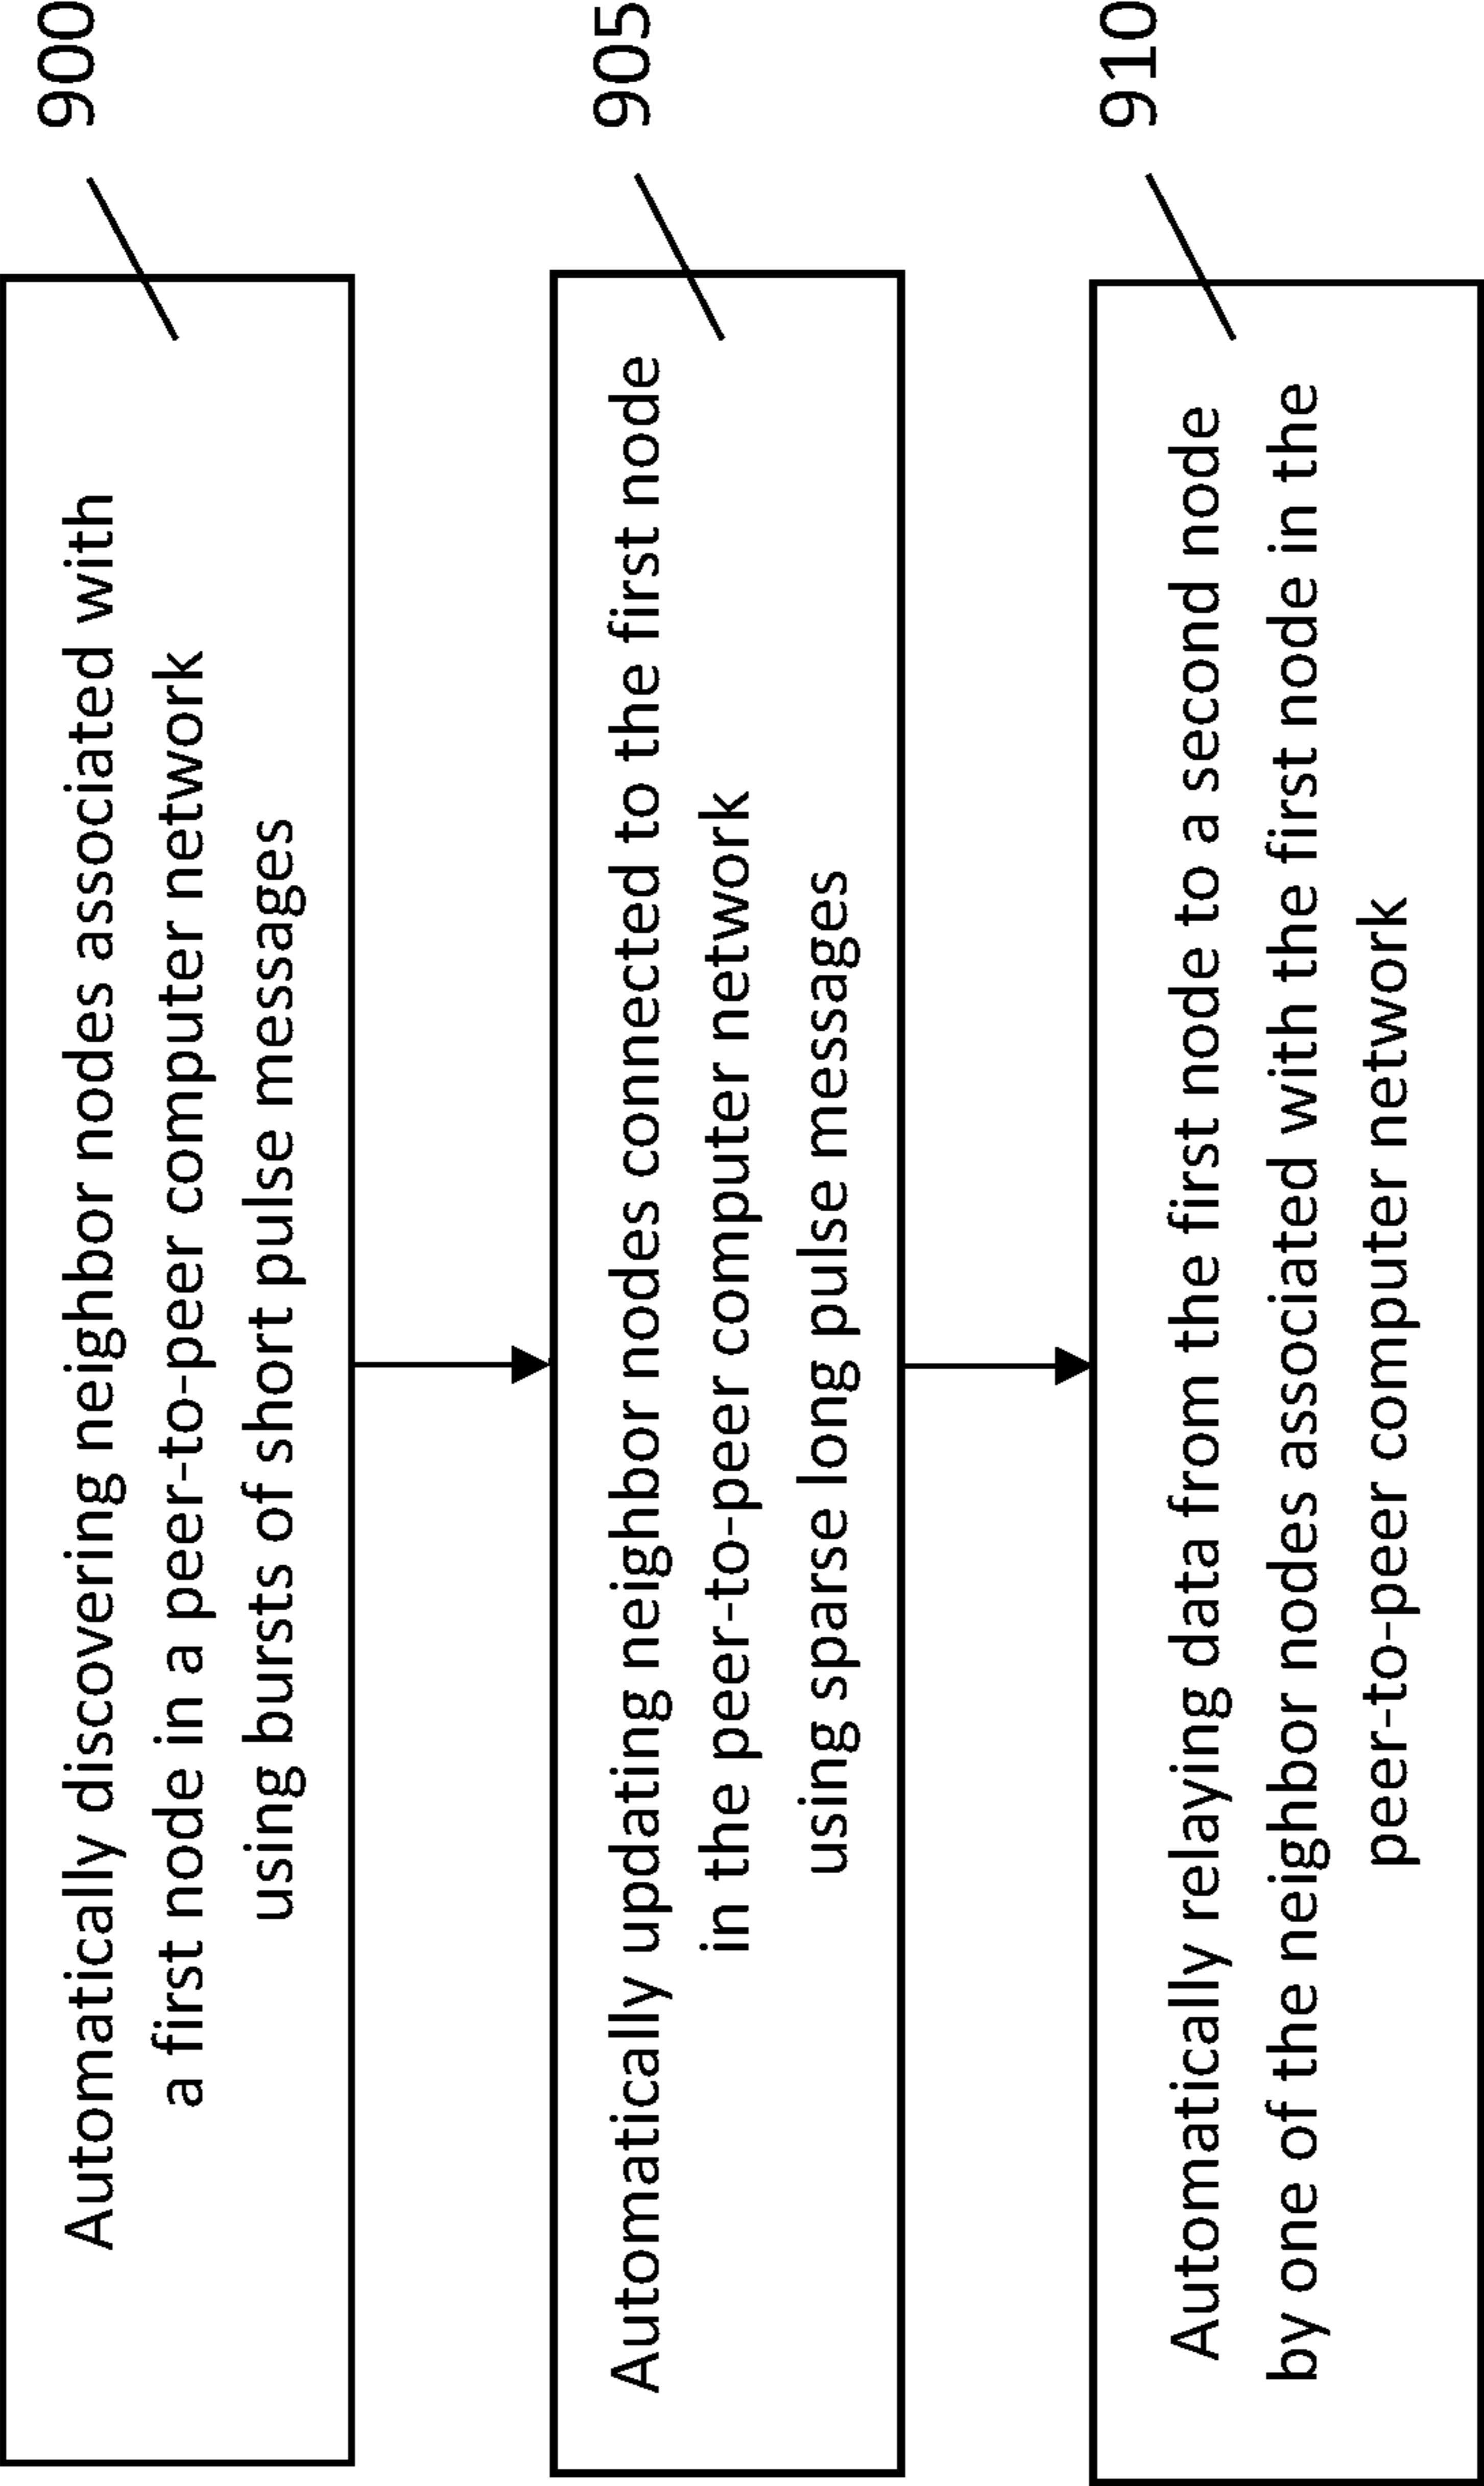 Automatically discovering neighbor nodes associated with
a first node in a peer-to-peer computer network
using bursts of short pulse messages
900
Automatically updating neighbor nodes connected to the first node
in the peer-to-peer computer network
using sparse long pulse messages
905
Automatically relaying data from the first node to a second node
by one of the neighbor nodes associated with the first node in the
peer-to-peer computer network
910